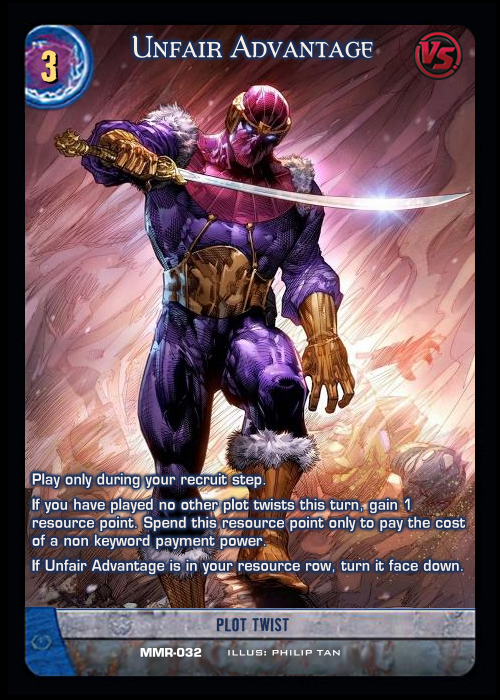 Unfair Advantage
3
VS.
Play only during your recruit step.
If you have played no other plot twists this turn, gain 1
resource point. Spend this resource point only to pay the cost
of a non keyword payment power.
If Unfair Advantage is in your resource row, turn it face down.
PLOT TWIST
MMR-032 ILLUS: PHILIP TAN